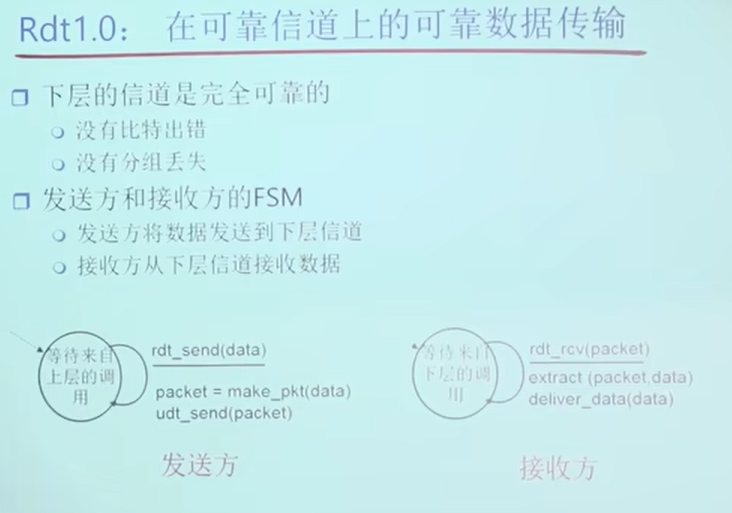 Rdt1.0: 在可靠信道上的可靠数据传输
下层的信道是完全可靠的
没有比特出错
没有分组丢失
发送方和接收方的FSM
发送方将数据发送到下层信道
接收方从下层信道接收数据
等待来自
上层的调
用
rdt_send(data)
packet = make_pkt(data)
udt_send(packet)
发送方
等待来自
下层的调
用
rdt_rcv(packet)
extract (packet,data)
deliver_data(data)
接收方